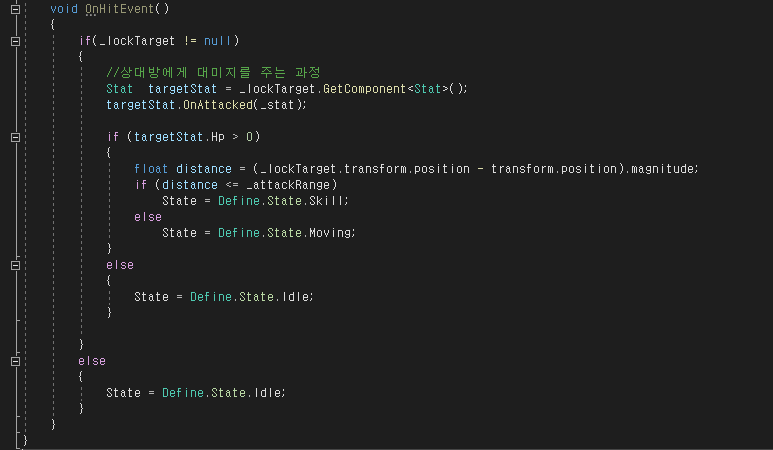 void OnHitEvent()
{
if(_lockTarget != null)
{
//상대방에게 대미지를 주는 과정
Stat  targetStat = _lockTarget.GetComponent<Stat>();
targetStat.OnAttacked(_stat);
if (targetStat.Hp > 0)
{
float distance = (_lockTarget.transform.position - transform.position).magnitude;
if (distance <= _attackRange)
State = Define.State.Skill;
else
State = Define.State.Moving;
}
else
{
State = Define.State.Idle;
}
}
else
{
State = Define.State.Idle;
}
}
}